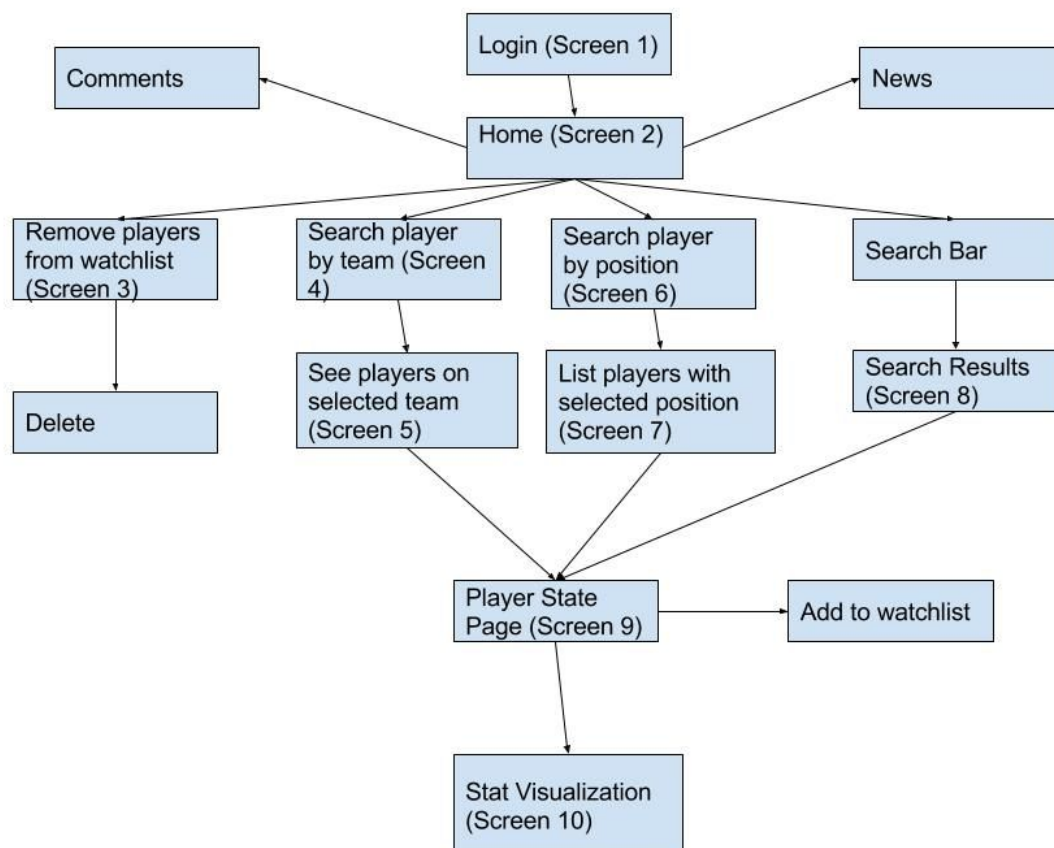 Login (Screen 1)
Comments
News
Home (Screen 2)
Remove players
from watchlist
(Screen 3)
Search player
by team (Screen
4)
Search player
by position
(Screen 6)
Search Bar
See players on
selected team
(Screen 5)
List players with
selected position
(Screen 7)
Search Results
(Screen 8)
Delete
Player State
Page (Screen 9)
Add to watchlist
Stat Visualization
(Screen 10)